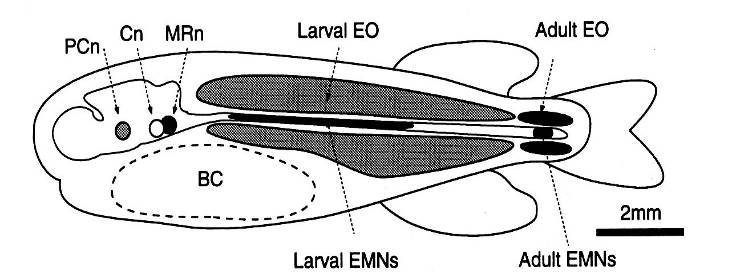 PCn
Cn
MRn
Larval EO
Adult EO
BC
2mm
Larval EMNs
Adult EMNs